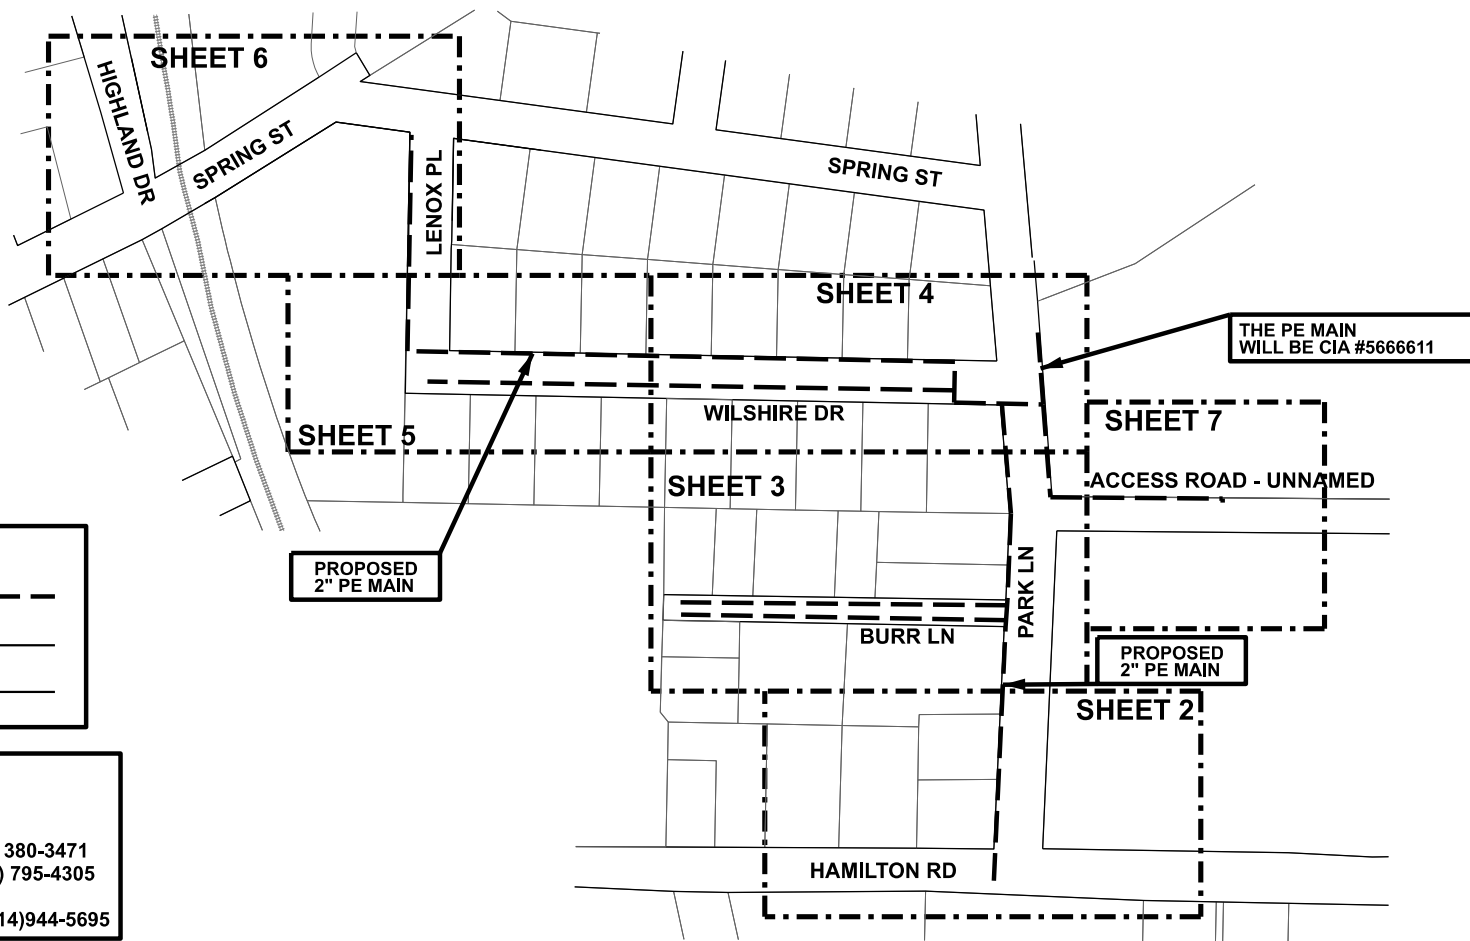 SHEET 6
HIGHLAND DR
SPRING ST
LENOX PL
SPRING ST
SHEET 4
THE PE MAIN
WILL BE CIA #5666611
WILSHIRE DR
SHEET 7
SHEET 5
SHEET 3
ACCESS ROAD - UNNAMED
PROPOSED
2" PE MAIN
PARK LN
BURR LN
PROPOSED
2" PE MAIN
SHEET 2
380-3471
) 795-4305
HAMILTON RD
14)944-5695